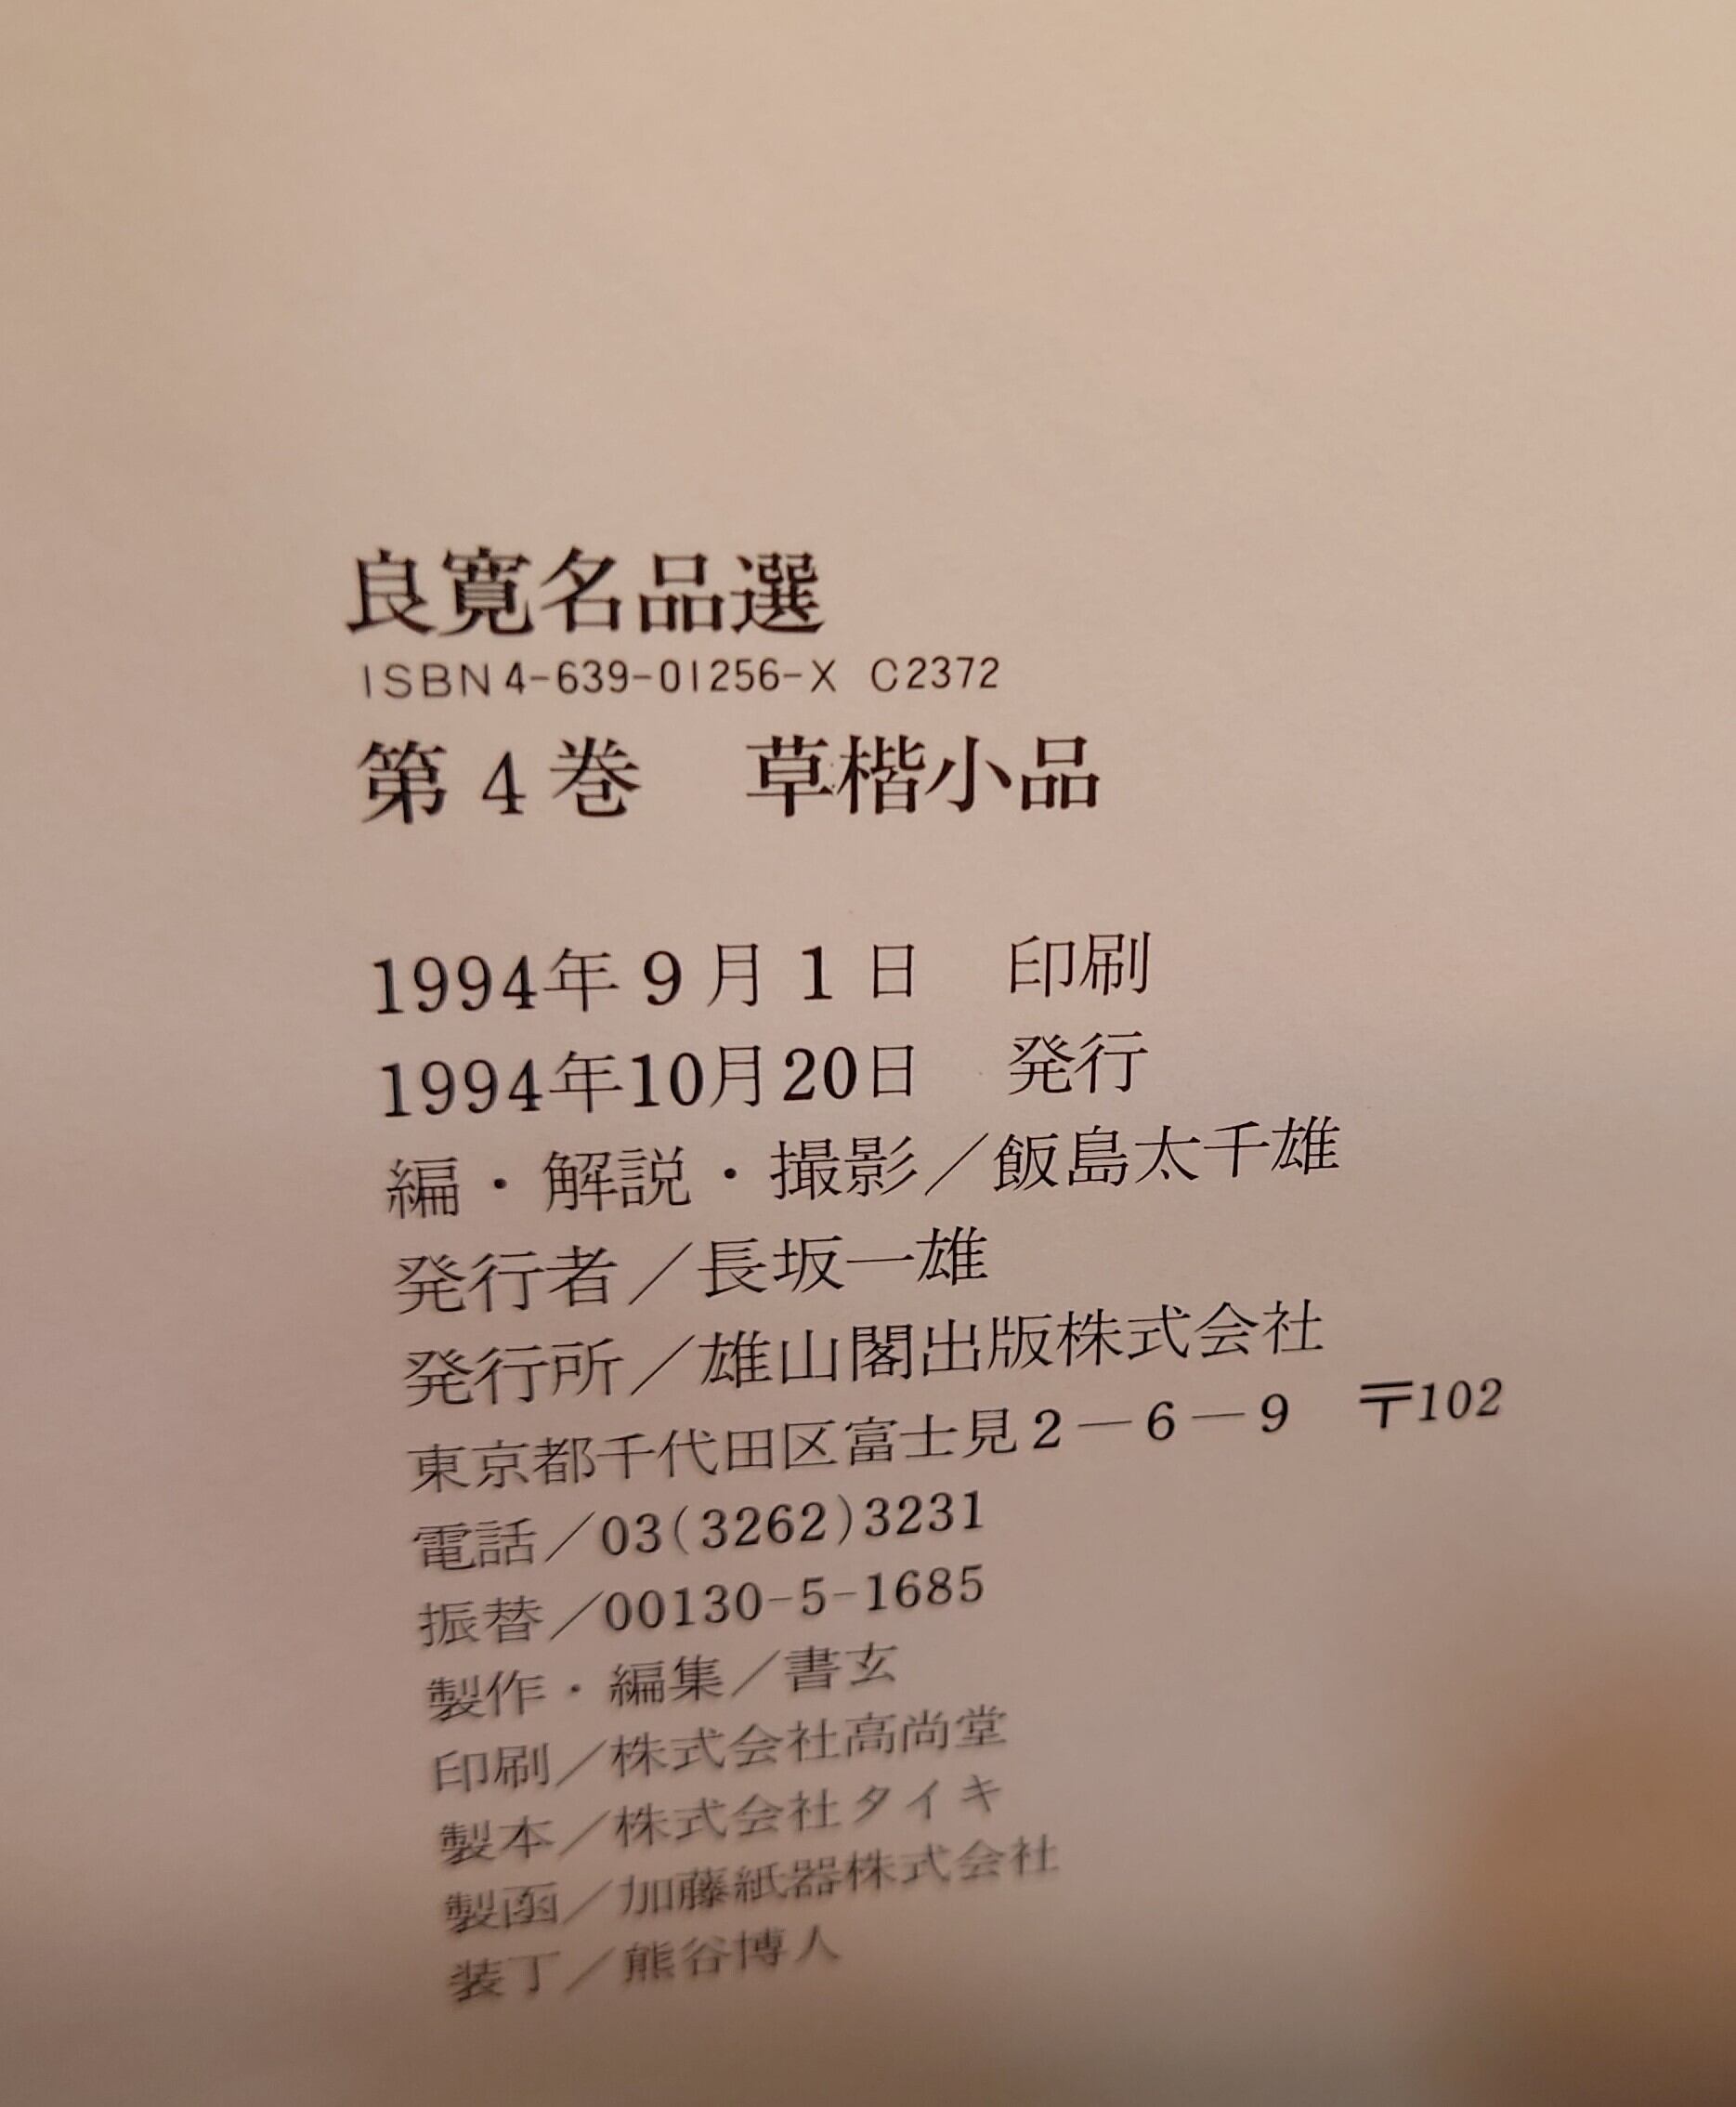 良寛名品選
ISBN4-639-01256-X C2372
第4巻 草楷小品
1994年9月1日 印刷
1994年10月20日 発行
編・解説・撮影／飯島太千雄
発行者／長坂一雄
発行所／雄山閣出版株式会社
東京都千代田区富士見2－6－9 〒102
電話／03(3262)3231
振替／00130-5-1685
製作・編集／書玄
印刷／株式会社高尚堂
製本／株式会社タイキ
製函／加藤紙器株式会社
装丁／熊谷博人